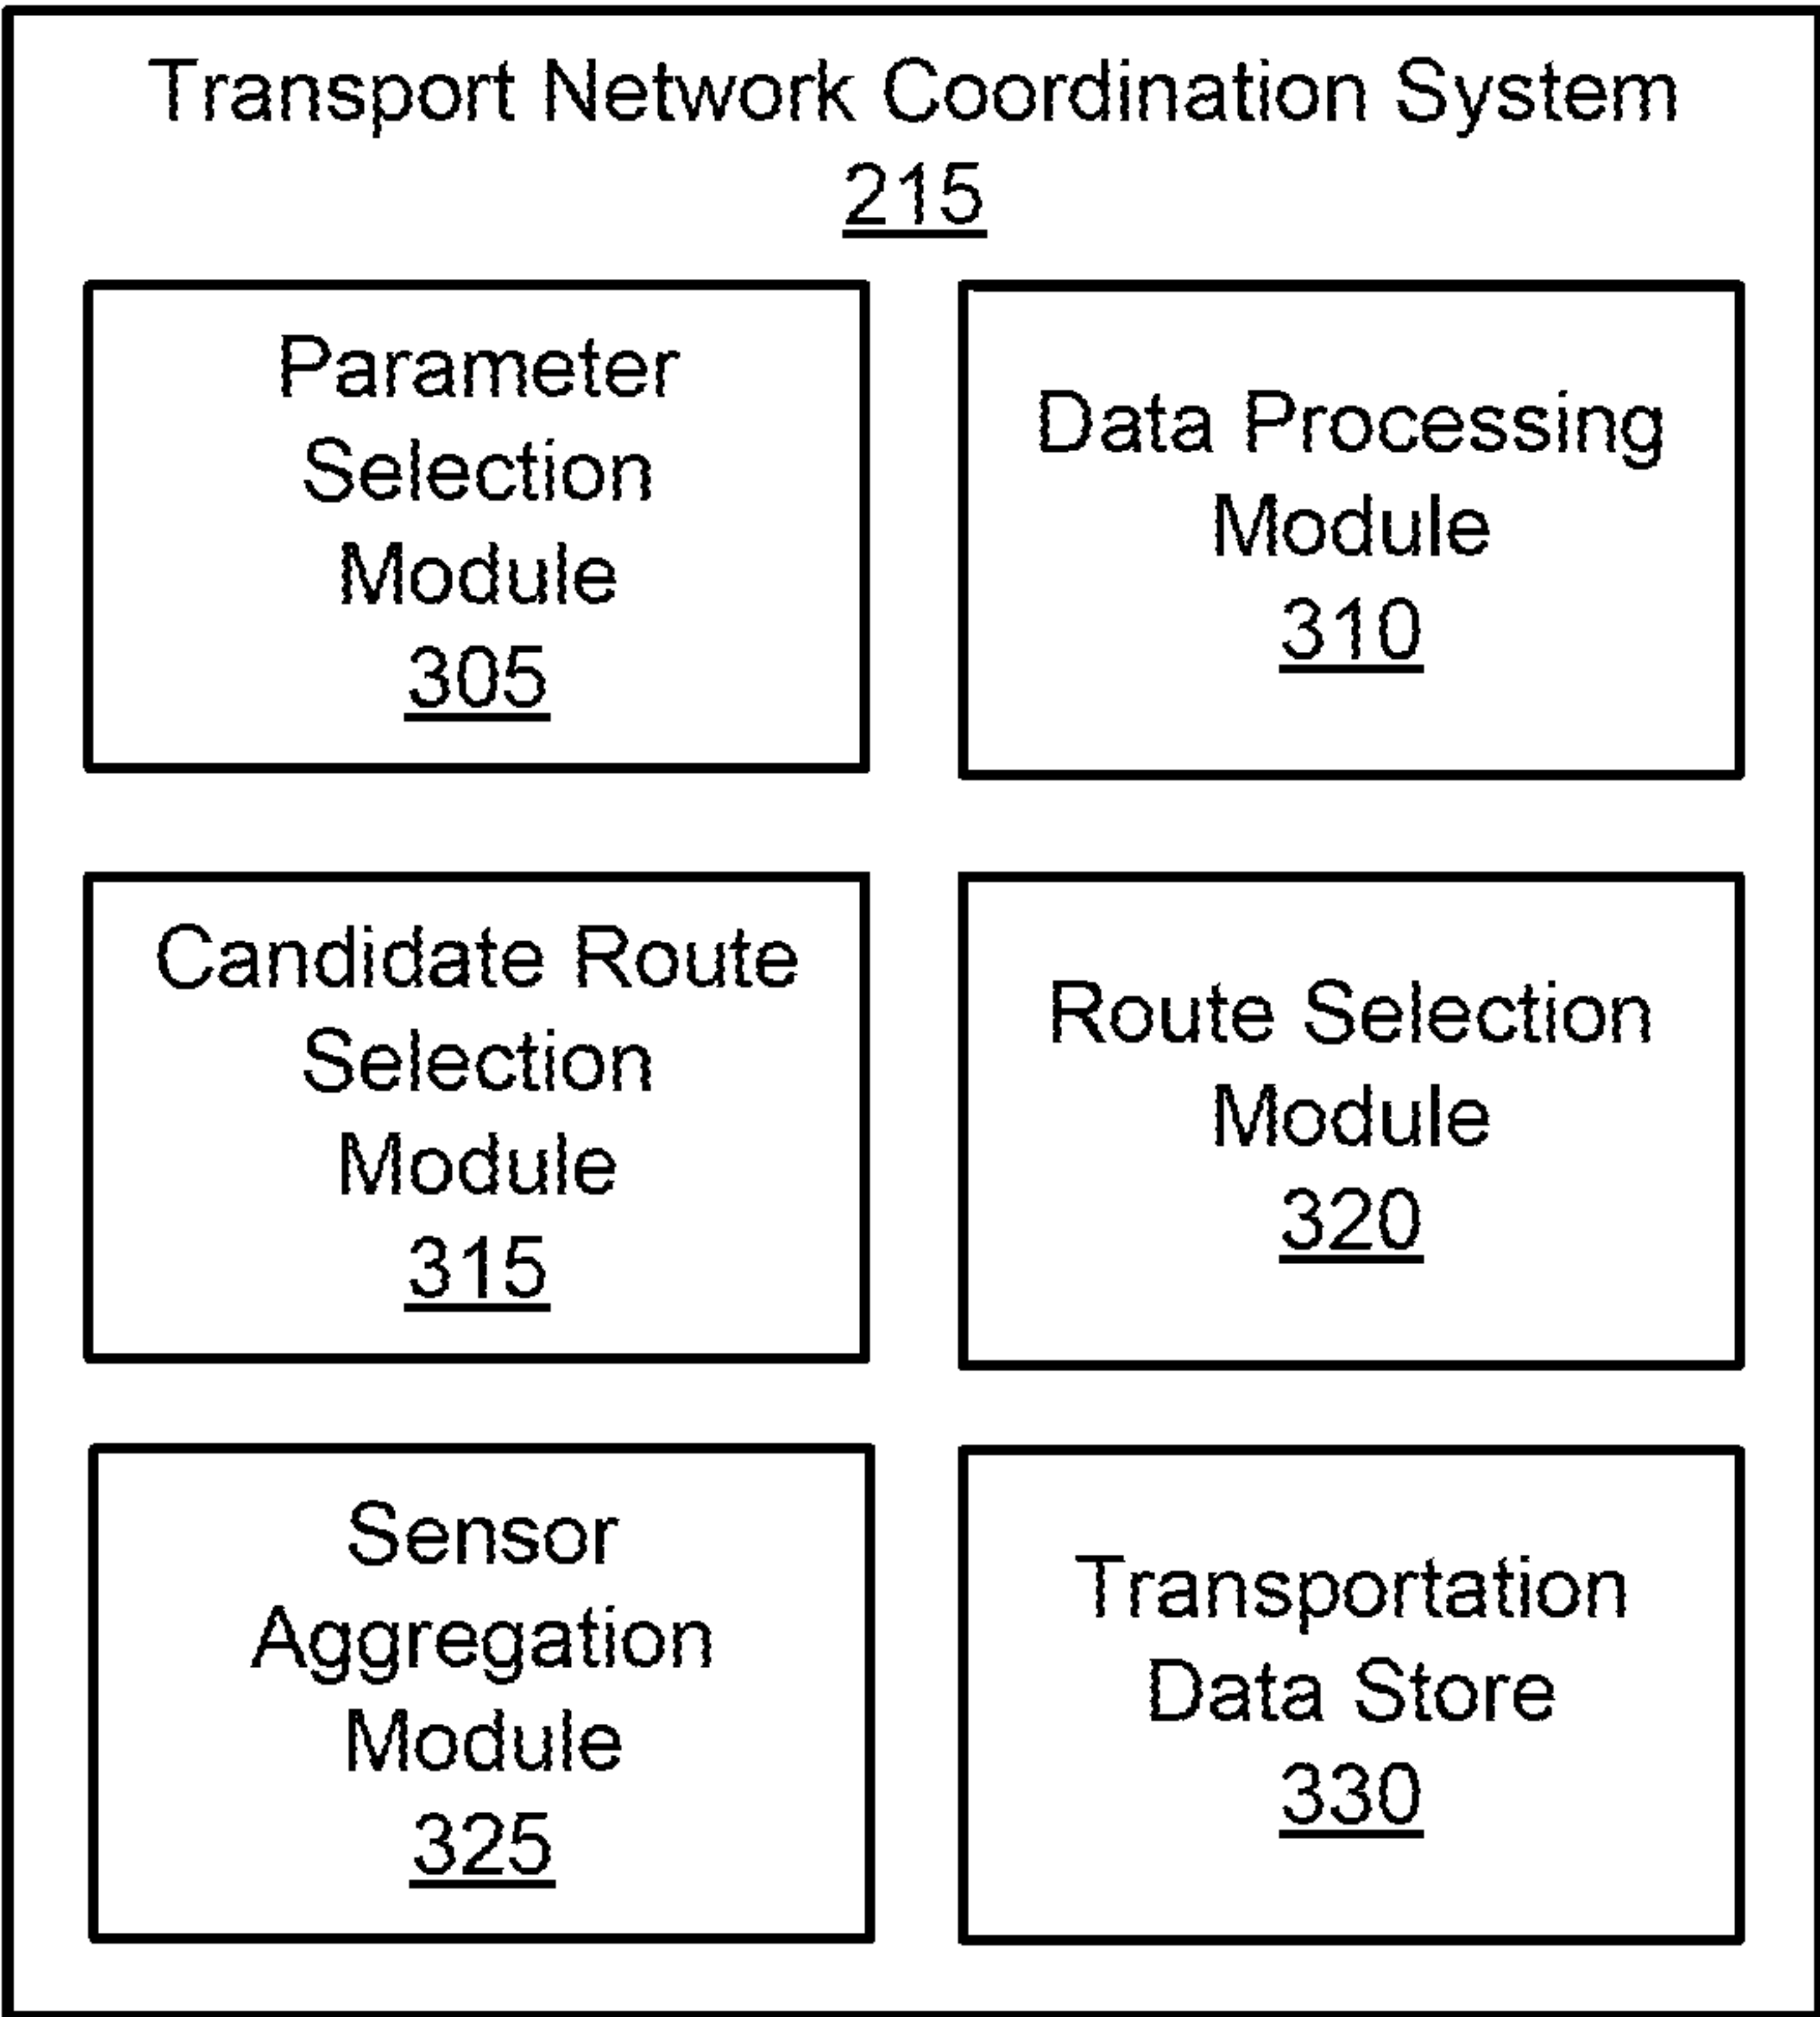 Transport Network Coordination System
215
Parameter
Selection
Module
305
Data Processing
Module
310
Candidate Route
Selection
Module
315
Route Selection
Module
320
Sensor
Aggregation
Module
325
Transportation
Data Store
330